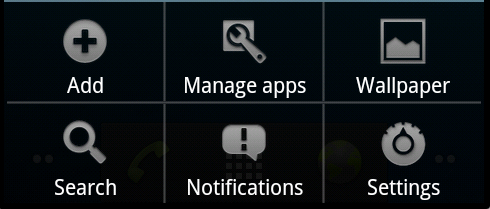 Add
Manage apps
Wallpaper
Search
Notifications
Settings